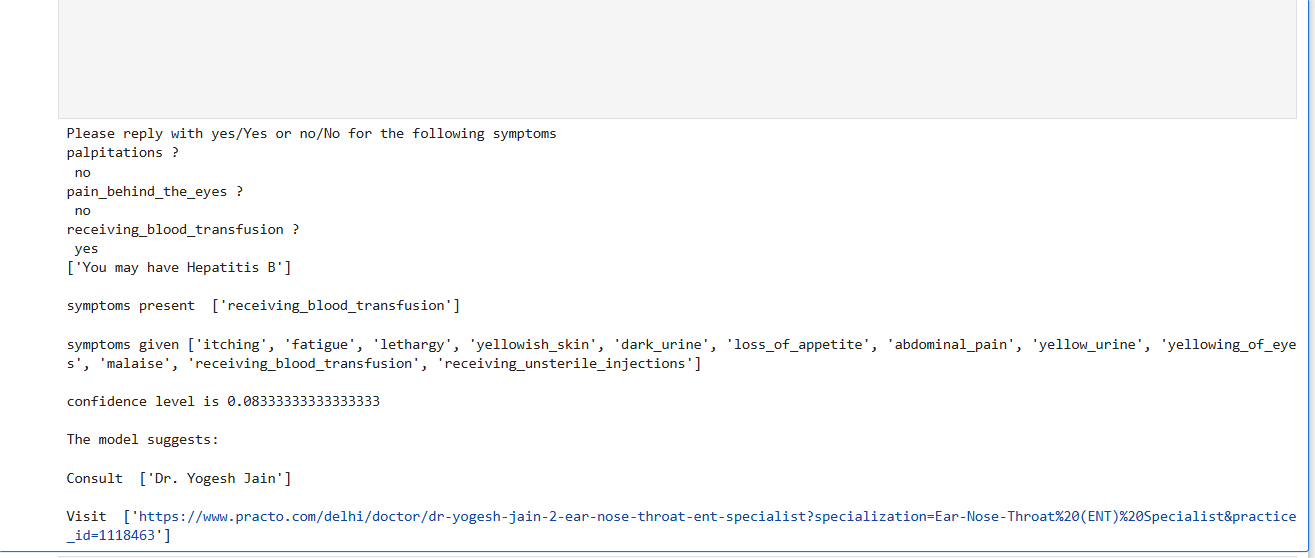 Please reply with yes/Yes or no/No for the following symptoms
palpitations ?
no
pain_behind_the_eyes ?
no
receiving_blood_transfusion ?
yes
['You may have Hepatitis B']
symptoms present  ['receiving_blood_transfusion']
symptoms given ['itching', 'fatigue', 'lethargy', 'yellowish_skin', 'dark_urine', 'loss_of_appetite', 'abdominal_pain', 'yellow_urine', 'yellowing_of_eye
s', 'malaise', 'receiving_blood_transfusion', 'receiving_unsterile_injections']
confidence level is 0.08333333333333333
The model suggests:
Consult  ['Dr. Yogesh Jain']
Visit  ['https://www.practo.com/delhi/doctor/dr-yogesh-jain-2-ear-nose-throat-ent-specialist?specialization=Ear-Nose-Throat%20(ENT)%20Specialist&practice
_id=1118463']